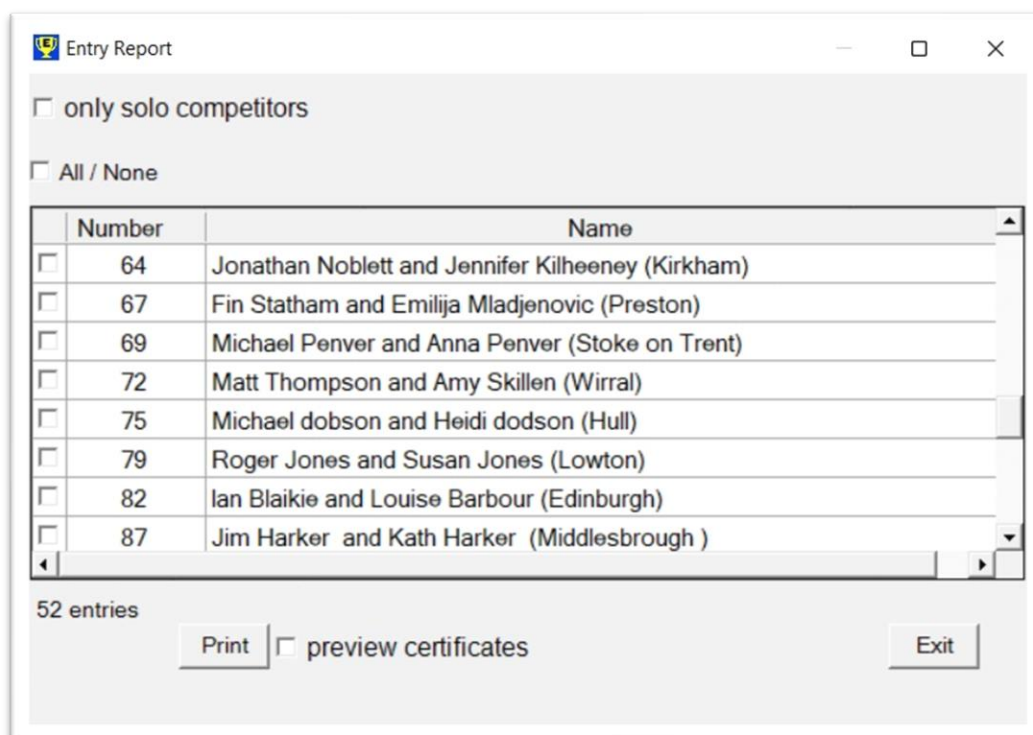 Entry Report
only solo competitors
All / None
Number Name
64 Jonathan Noblett and Jennifer Kilheeney (Kirkham)
67 Fin Statham and Emilija Mladjenovic (Preston)
69 Michael Penver and Anna Penver (Stoke on Trent)
72 Matt Thompson and Amy Skillen (Wirral)
75 Michael dobson and Heidi dodson (Hull)
79 Roger Jones and Susan Jones (Lowton)
82 Ian Blaikie and Louise Barbour (Edinburgh)
87 Jim Harker  and Kath Harker  (Middlesbrough )
52 entries
Print preview certificates Exit